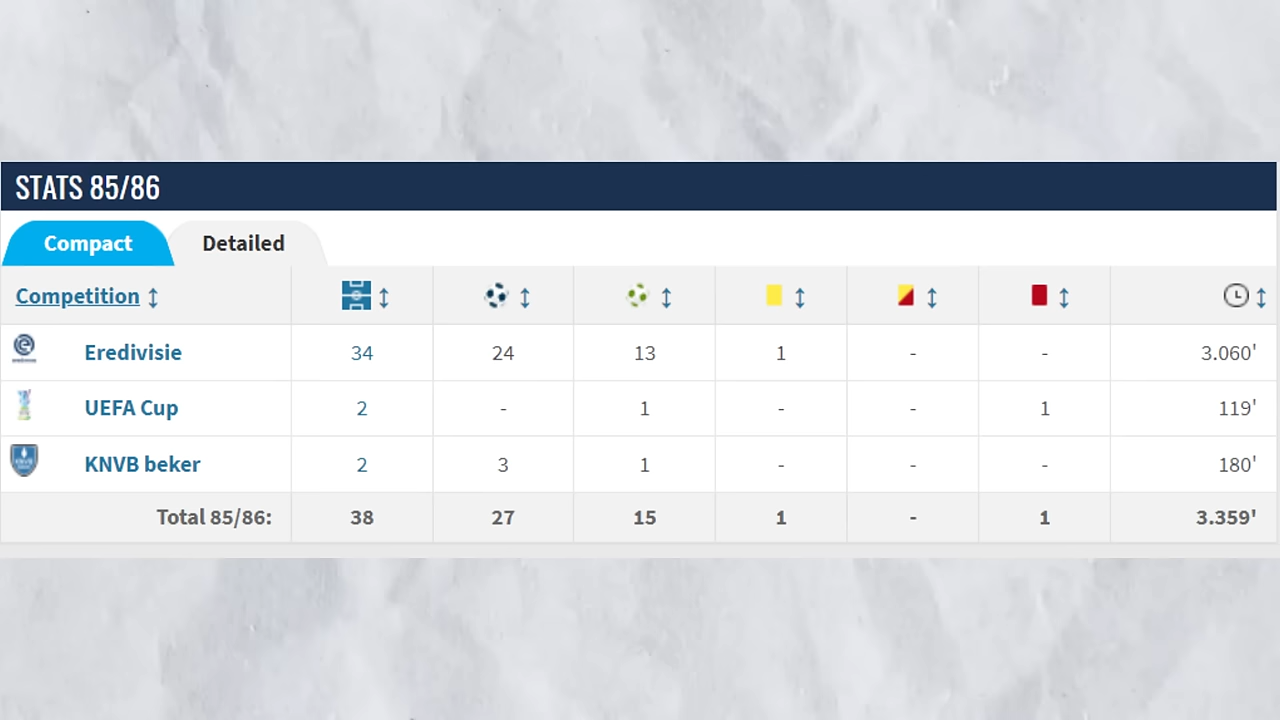 STATS 85/86
Compact Detailed
Competition
Eredivisie 34 24 13 1 - - 3.060'
UEFA Cup 2 - 1 - - 1 119'
KNVB beker 2 3 1 - - - 180'
Total 85/86: 38 27 15 1 - 1 3.359'